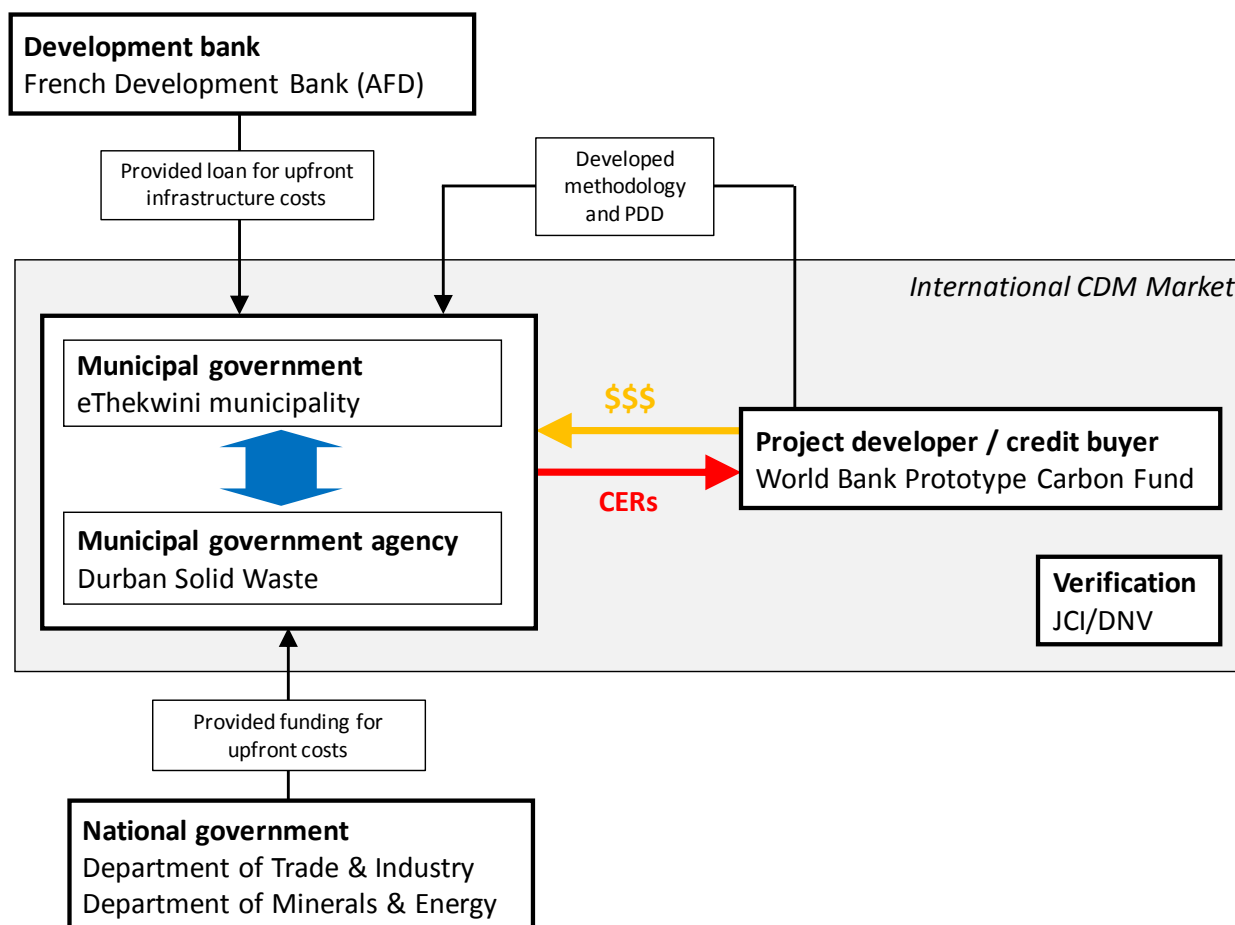 Development bank
French Development Bank (AFD)
Provided loan for upfront
infrastructure costs
Developed
methodology
and PDD
International CDM Market
Municipal government
eThekwini municipality
$$$
CERs
Project developer / credit buyer
World Bank Prototype Carbon Fund
Municipal government agency
Durban Solid Waste
Verification
JCI/DNV
Provided funding for
upfront costs
National government
Department of Trade & Industry
Department of Minerals & Energy